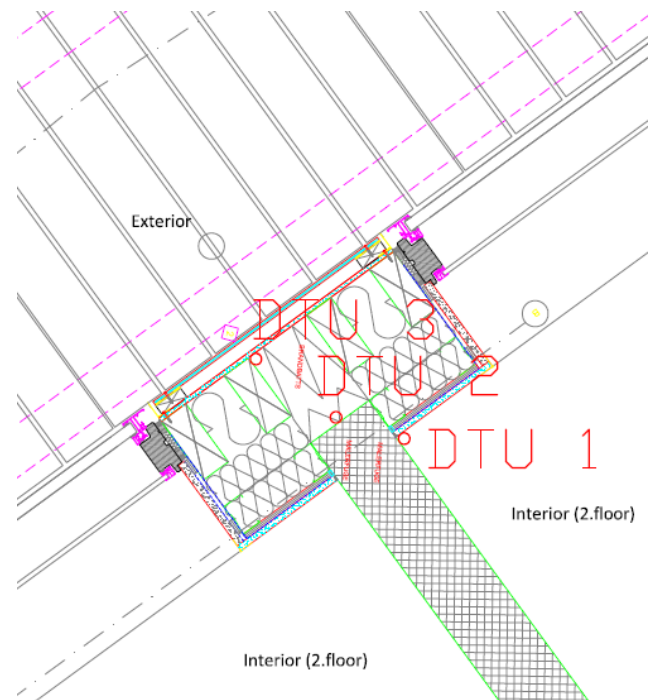 Exterior
DTU 3
DTU 2
DTU 1
Interior (2.floor)
Interior (2.floor)